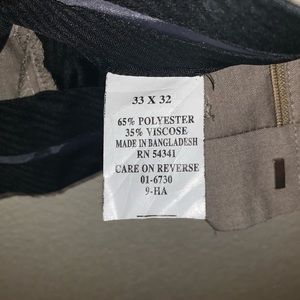 33 X 32
65% POLYESTER
35% VISCOSE
MADE IN BANGLADESH
RN 54341
CARE ON REVERSE
01-6730
9-HA